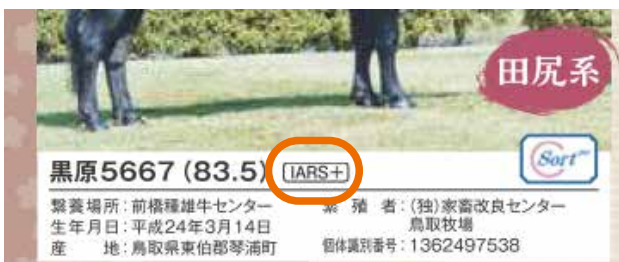 田尻系
Sort™
黒原5667 (83.5) IARS+
繋養場所：前橋種雄牛センター
生年月日：平成24年3月14日
産　　地：鳥取県東伯郡琴浦町
繁　殖　者：(独)家畜改良センター
鳥取牧場
個体識別番号：1362497538